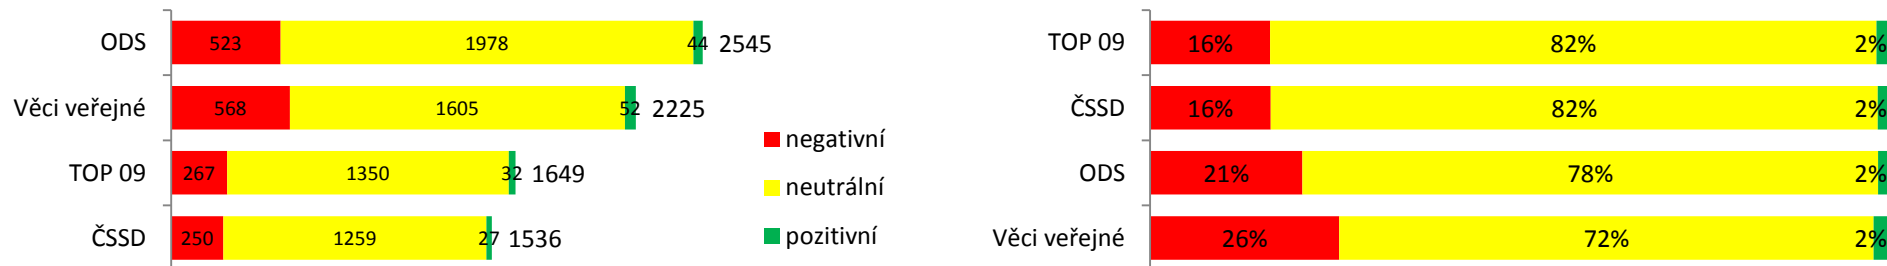 ODS 523 1978 44 2545
Věci veřejné 568 1605 52 2225
TOP 09 267 1350 32 1649
ČSSD 250 1259 27 1536
negativní
neutrální
pozitivní
TOP 09 16% 82% 2%
ČSSD 16% 82% 2%
ODS 21% 78% 2%
Věci veřejné 26% 72% 2%